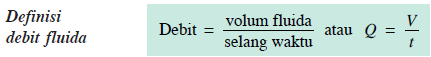 Definisi
debit fluida
Debit = volum fluida / selang waktu atau Q = V / t